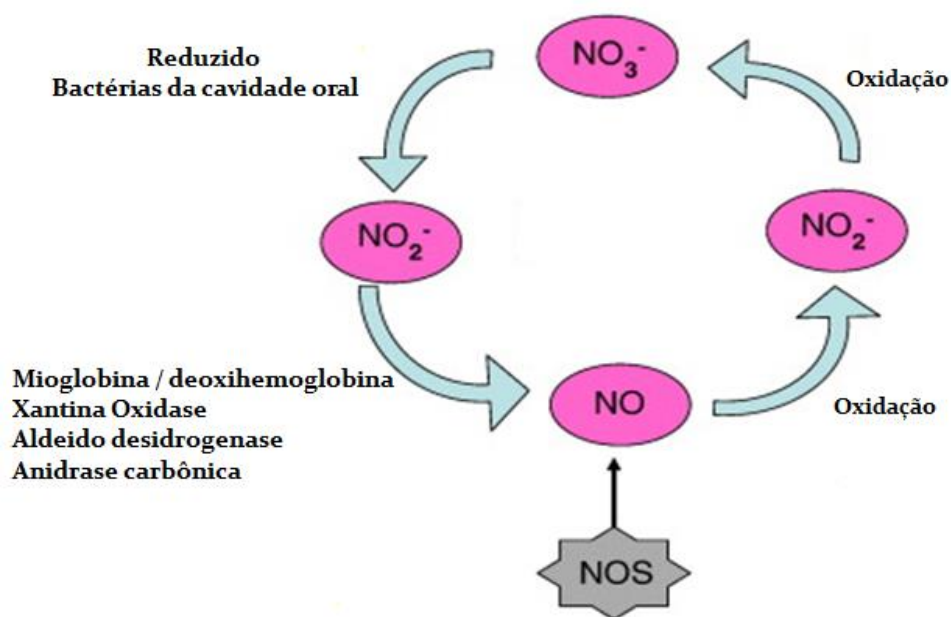 NO₃⁻
Reduzido
Bactérias da cavidade oral
Oxidação
NO₂⁻
NO₂⁻
Mioglobina / deoxihemoglobina
Xantina Oxidase
Aldeido desidrogenase
Anidrase carbônica
NO
Oxidação
NOS